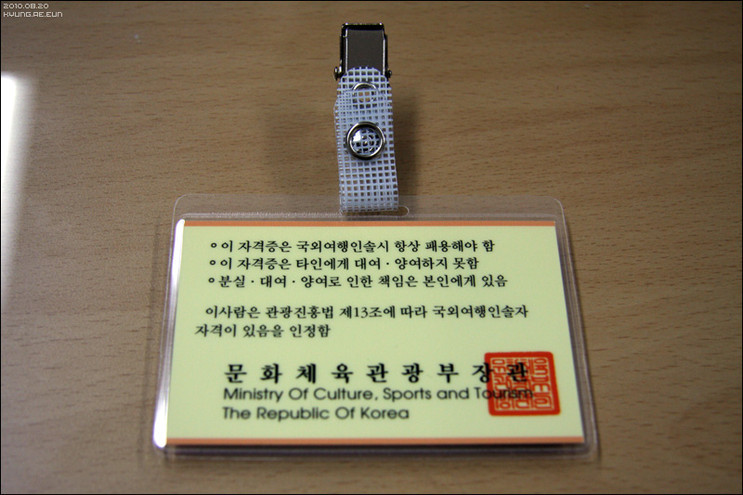 2010.08.20
KYUNG.AE.EUN
이 자격증은 국외여행인솔시 항상 패용해야 함
이 자격증은 타인에게 대여 · 양여하지 못함
분실 · 대여 · 양여로 인한 책임은 본인에게 있음
이사람은 관광진흥법 제13조에 따라 국외여행인솔자
자격이 있음을 인정함
문화체육관광부장관
Ministry Of Culture, Sports and Tourism
The Republic Of Korea